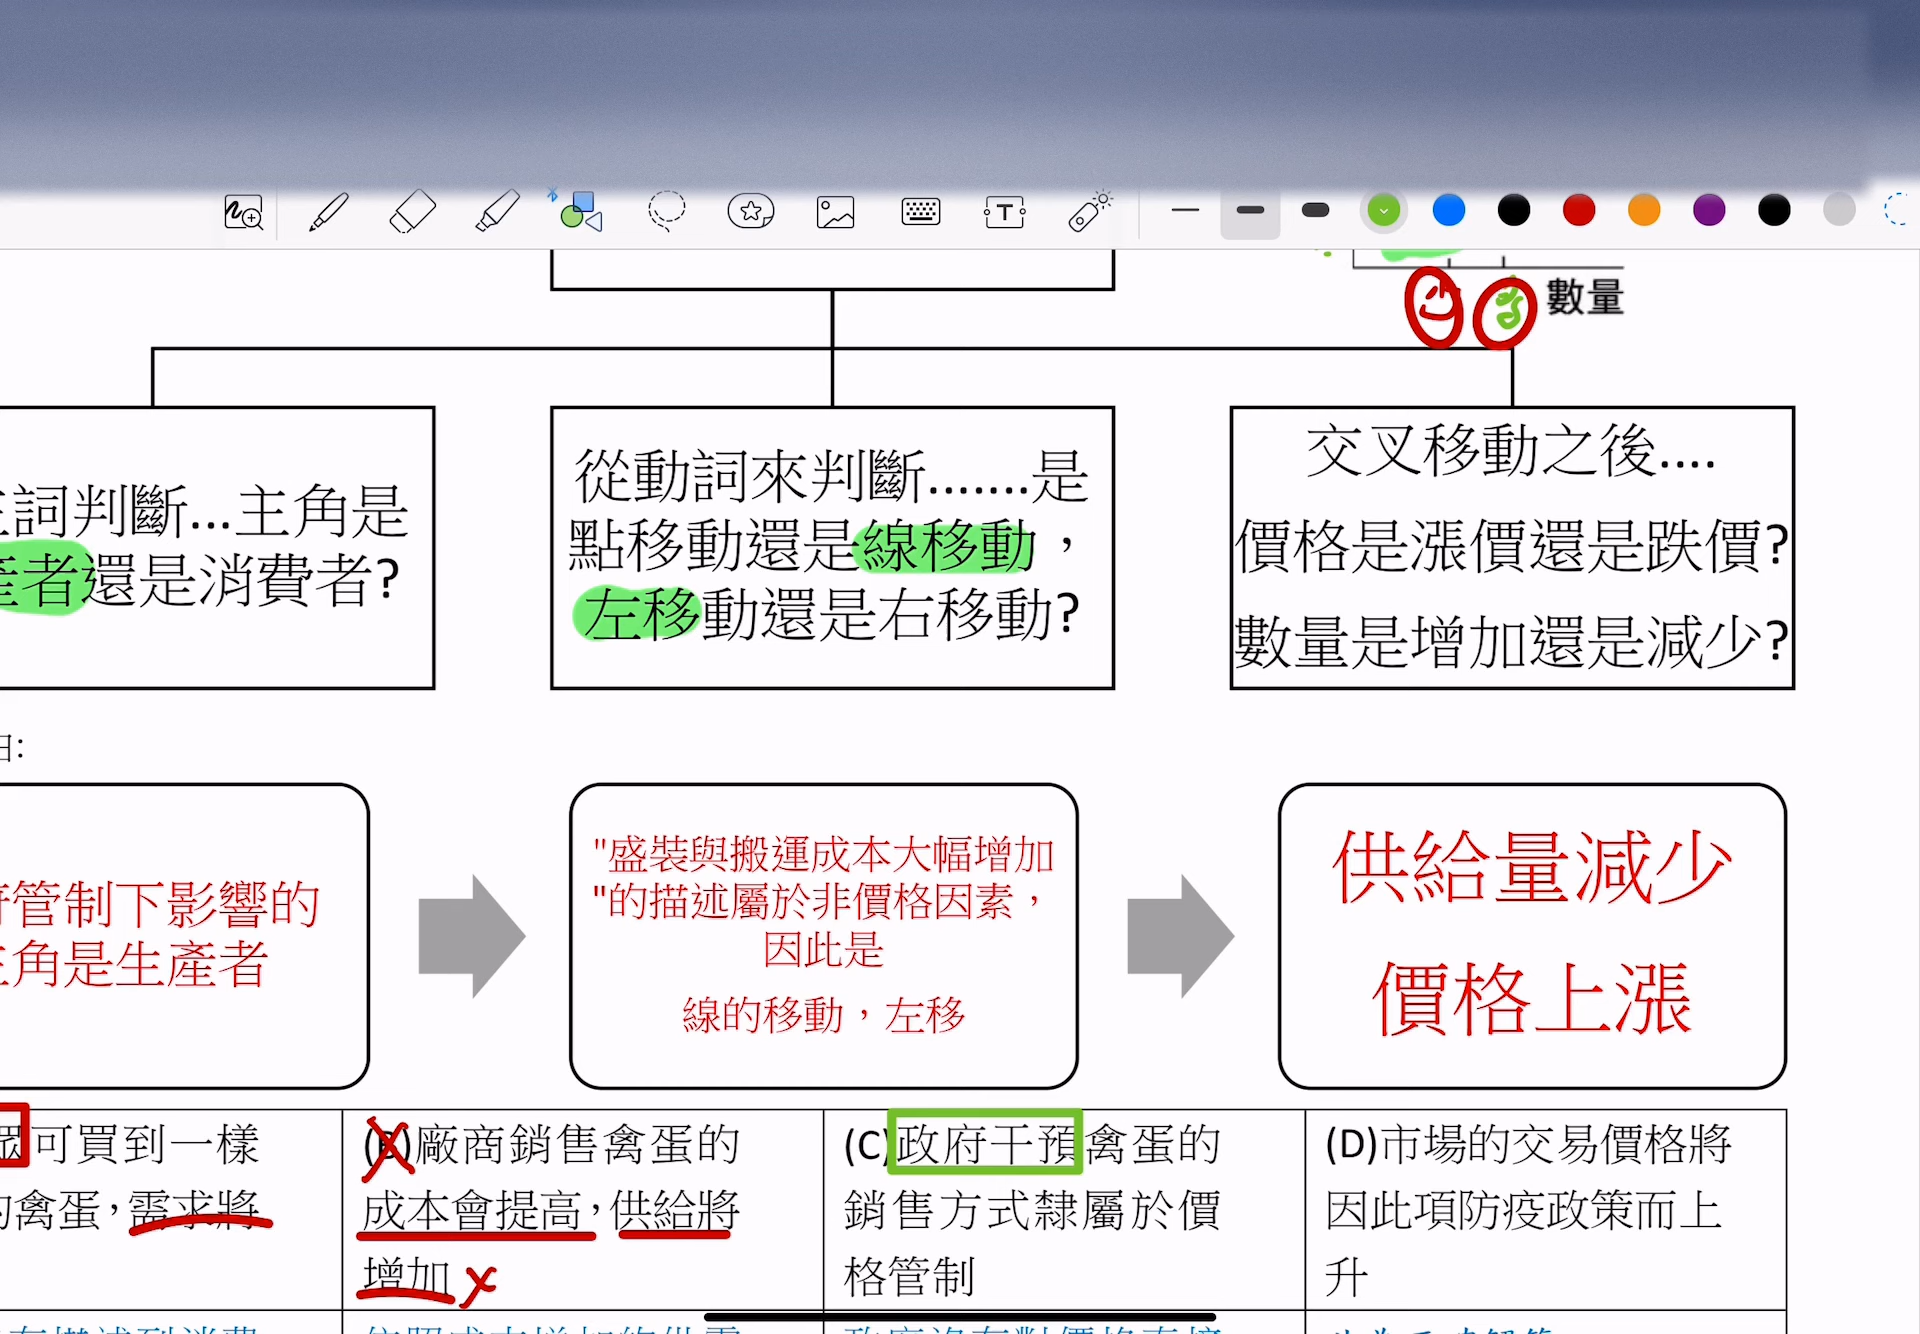 數量
主詞判斷...主角是
產者還是消費者?
從動詞來判斷.......是
點移動還是線移動，
左移動還是右移動?
交叉移動之後....
價格是漲價還是跌價?
數量是增加還是減少?
管制下影響的
主角是生產者
"盛裝與搬運成本大幅增加
"的描述屬於非價格因素，
因此是
線的移動，左移
供給量減少
價格上漲
眾可買到一樣
的禽蛋，需求將
(B)廠商銷售禽蛋的
成本會提高，供給將
增加
(C)政府干預禽蛋的
銷售方式隸屬於價
格管制
(D)市場的交易價格將
因此項防疫政策而上
升